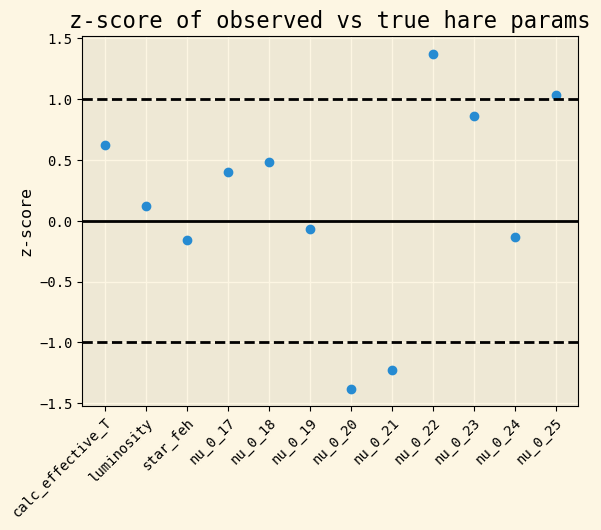 z-score of observed vs true hare params
1.5
1.0
0.5
0.0
−0.5
−1.0
−1.5
z-score
calc_effective_T
luminosity
star_feh
nu_0_17
nu_0_18
nu_0_19
nu_0_20
nu_0_21
nu_0_22
nu_0_23
nu_0_24
nu_0_25